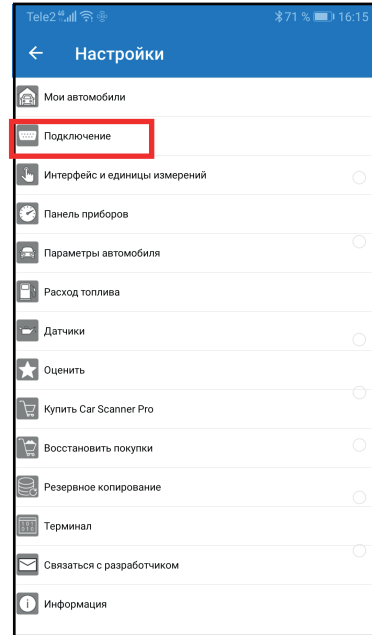 Tele2 4G 71 % 16:15
Настройки
Мои автомобили
Подключение
Интерфейс и единицы измерений
Панель приборов
Параметры автомобиля
Расход топлива
Датчики
Оценить
Купить Car Scanner Pro
Восстановить покупки
Резервное копирование
Терминал
Связаться с разработчиком
Информация